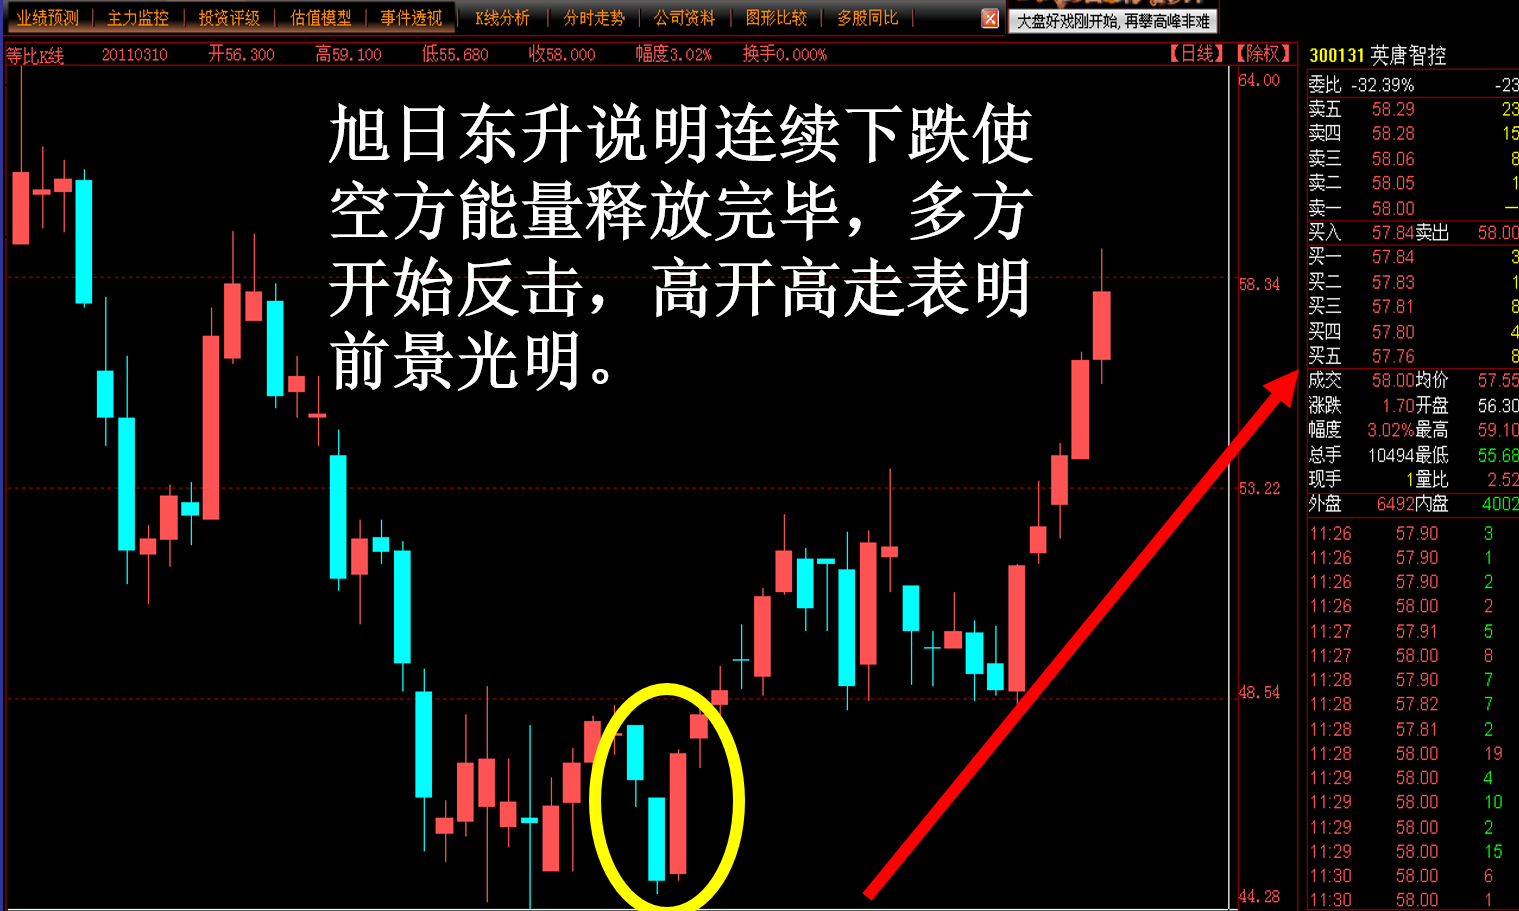 业绩预测 主力监控 投资评级 估值模型 事件透视 K线分析 分时走势 公司资料 图形比较 多股同比
大盘好戏刚开始,再攀高峰非难
等比K线 20110310 开56.300 高59.100 低55.680 收58.000 幅度3.02% 换手0.000% 【日线】【除权】
300131 英唐智控
旭日东升说明连续下跌使
空方能量释放完毕，多方
开始反击，高开高走表明
前景光明。
64.00
58.34
53.22
48.54
44.28
委比 -32.39% -23
卖五 58.29 23
卖四 58.28 15
卖三 58.06 8
卖二 58.05 1
卖一 58.00
买入 57.84 卖出 58.00
买一 57.84 3
买二 57.83 1
买三 57.81 8
买四 57.80 4
买五 57.76 8
成交 58.00 均价 57.55
涨跌 1.70 开盘 56.30
幅度 3.02% 最高 59.10
总手 10494 最低 55.68
现手 1 量比 2.52
外盘 6492 内盘 4002
11:26 57.90 3
11:26 57.90 1
11:26 57.90 2
11:26 58.00 2
11:27 57.91 5
11:27 58.00 8
11:28 57.90 7
11:28 57.82 7
11:28 57.81 2
11:28 58.00 19
11:29 58.00 4
11:29 58.00 10
11:29 58.00 2
11:29 58.00 15
11:30 58.00 6
11:30 58.00 1